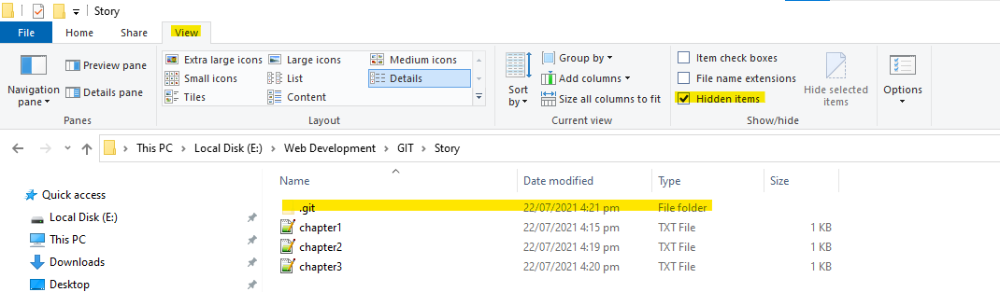 Story
File Home Share View
Navigation pane Preview pane Details pane
Panes
Extra large icons Large icons Medium icons
Small icons List Details
Tiles Content
Layout
Sort by Group by Add columns Size all columns to fit
Current view
Item check boxes
File name extensions
Hidden items
Hide selected items
Show/hide
Options
This PC > Local Disk (E:) > Web Development > GIT > Story
Quick access
Local Disk (E:)
This PC
Downloads
Desktop
Name Date modified Type Size
.git 22/07/2021 4:21 pm File folder
chapter1 22/07/2021 4:15 pm TXT File 1 KB
chapter2 22/07/2021 4:19 pm TXT File 1 KB
chapter3 22/07/2021 4:20 pm TXT File 1 KB